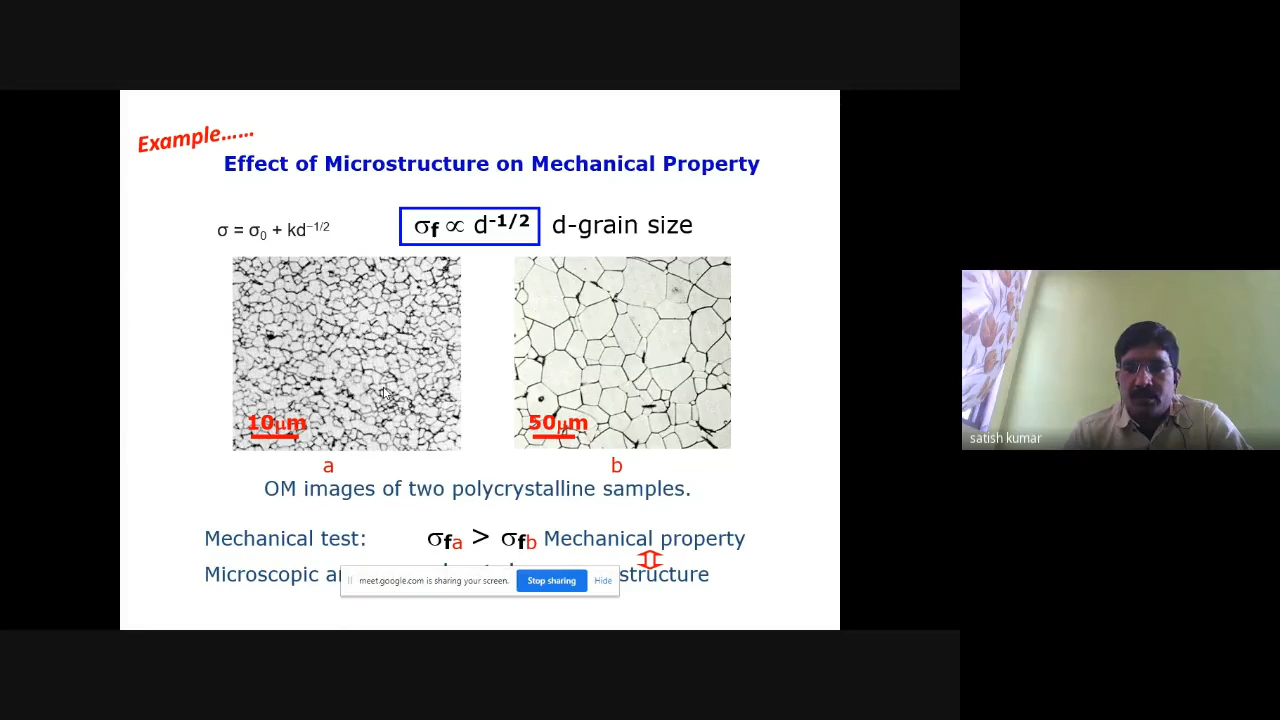 Example......
Effect of Microstructure on Mechanical Property
σ = σ₀ + kd⁻¹/² σf ∝ d-1/2 d-grain size
10μm 50μm
a b
OM images of two polycrystalline samples.
Mechanical test: σfa > σfb Mechanical property
Microscopic structure
meet.google.com is sharing your screen. Stop sharing Hide
satish kumar